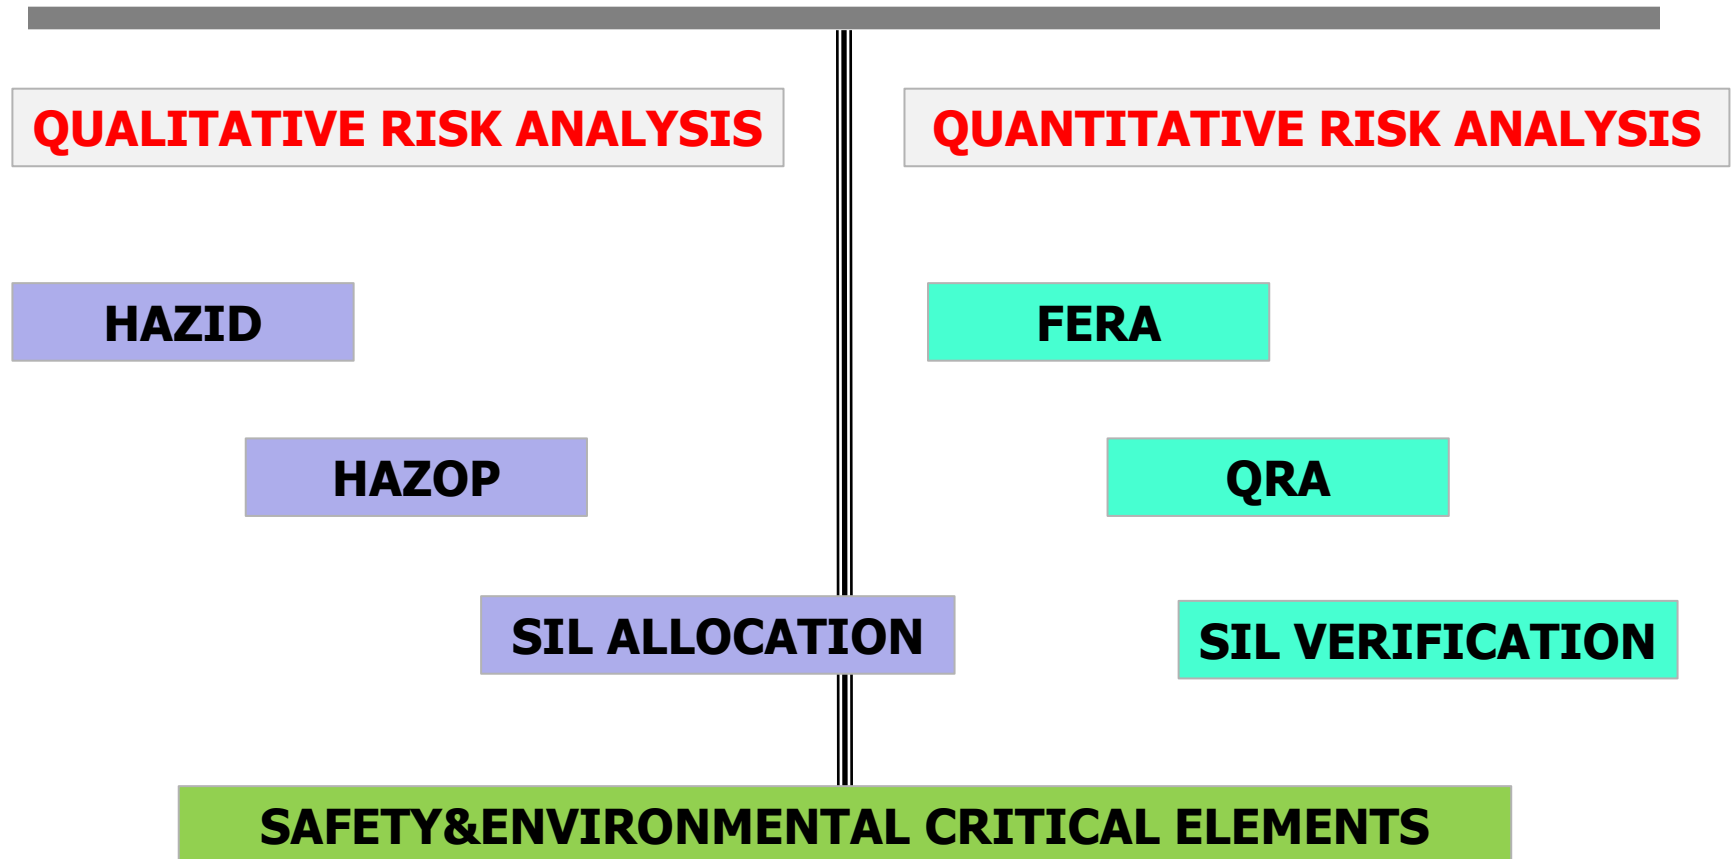 QUALITATIVE RISK ANALYSIS
QUANTITATIVE RISK ANALYSIS
HAZID
FERA
HAZOP
QRA
SIL ALLOCATION
SIL VERIFICATION
SAFETY&ENVIRONMENTAL CRITICAL ELEMENTS